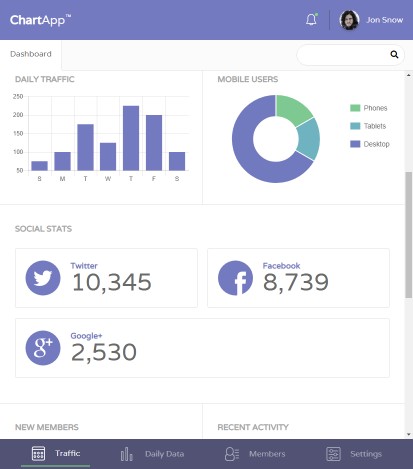 ChartApp™
Jon Snow
Dashboard
DAILY TRAFFIC
250
200
150
100
50
S M T W T F S
MOBILE USERS
Phones
Tablets
Desktop
SOCIAL STATS
Twitter
10,345
Facebook
8,739
g+
Google+
2,530
NEW MEMBERS
RECENT ACTIVITY
Traffic
Daily Data
Members
Settings